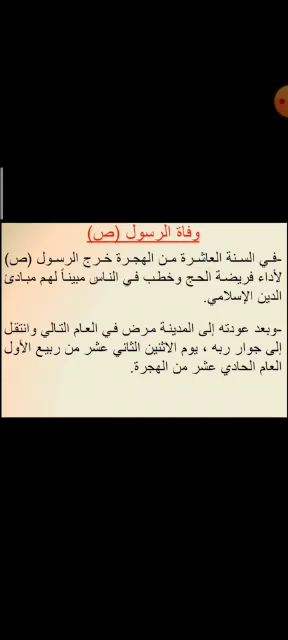 وفاة الرسول (ص)
-في السنة العاشرة من الهجرة خرج الرسول (ص)
لأداء فريضة الحج وخطب في الناس مبيناً لهم مبادئ
الدين الإسلامي.
-وبعد عودته إلى المدينة مرض في العام التالي وانتقل
إلى جوار ربه ، يوم الاثنين الثاني عشر من ربيع الأول
العام الحادي عشر من الهجرة.